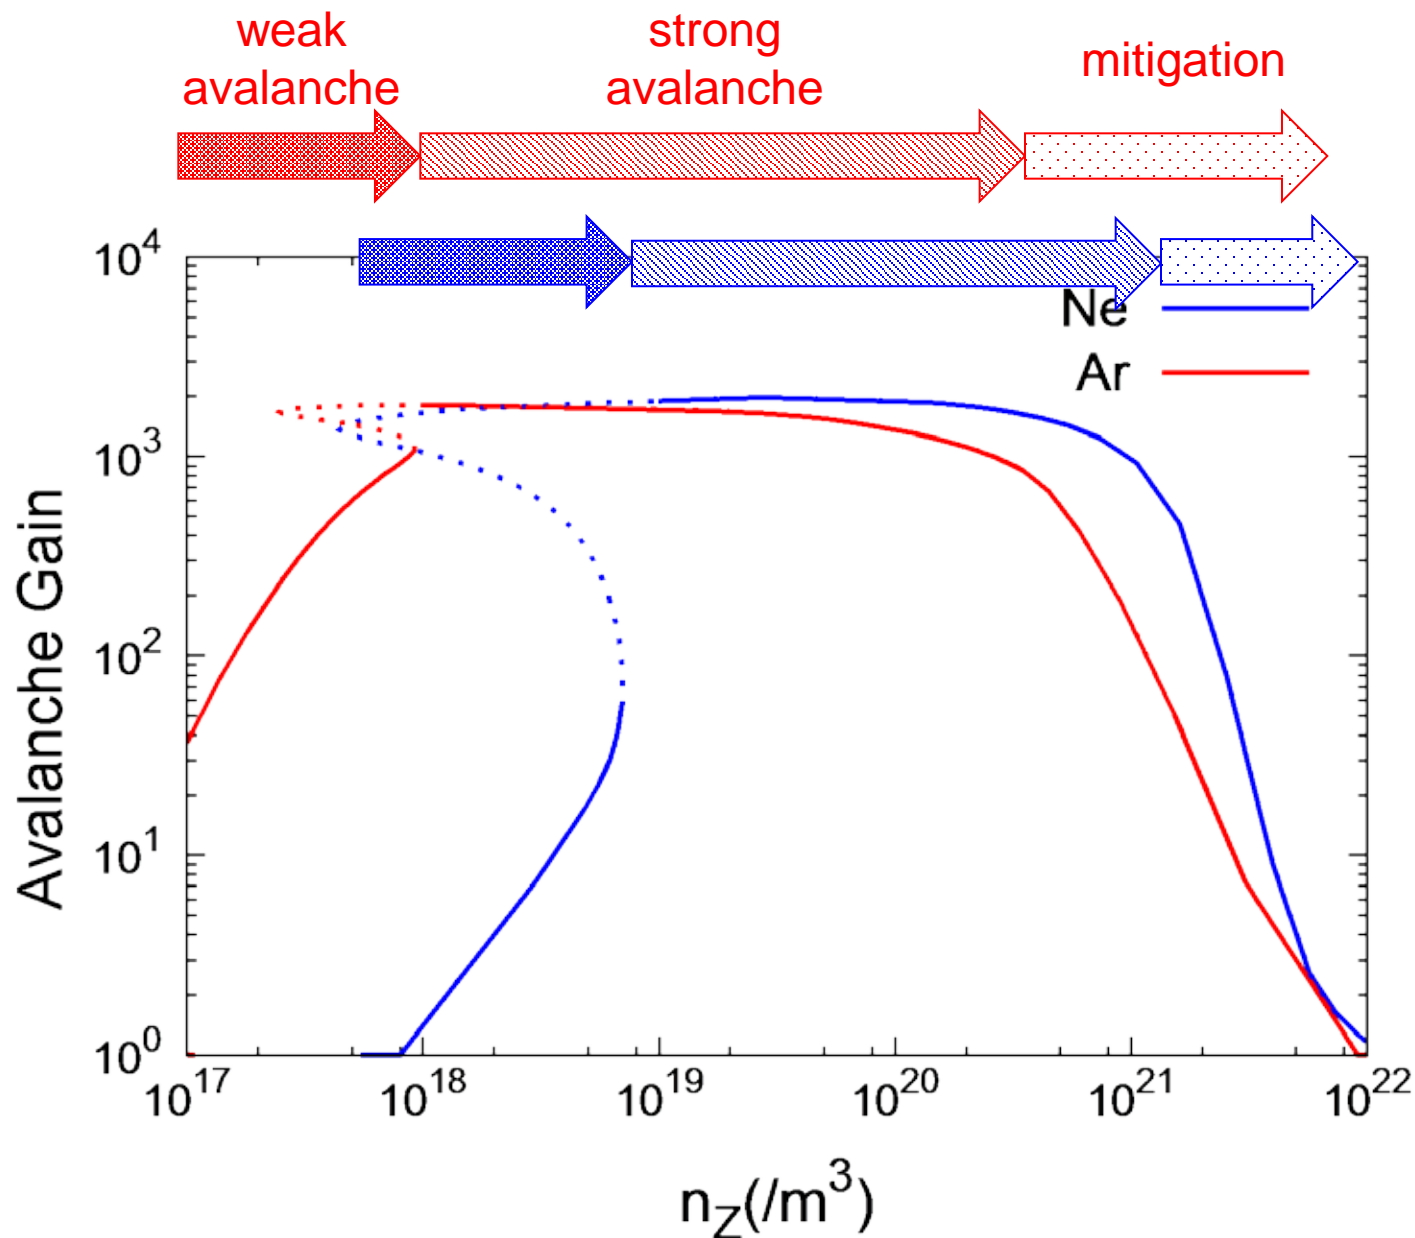 weak
avalanche
strong
avalanche
mitigation
Ne
Ar
Avalanche Gain
10^4
10^3
10^2
10^1
10^0
10^17 10^18 10^19 10^20 10^21 10^22
n_Z(/m^3)